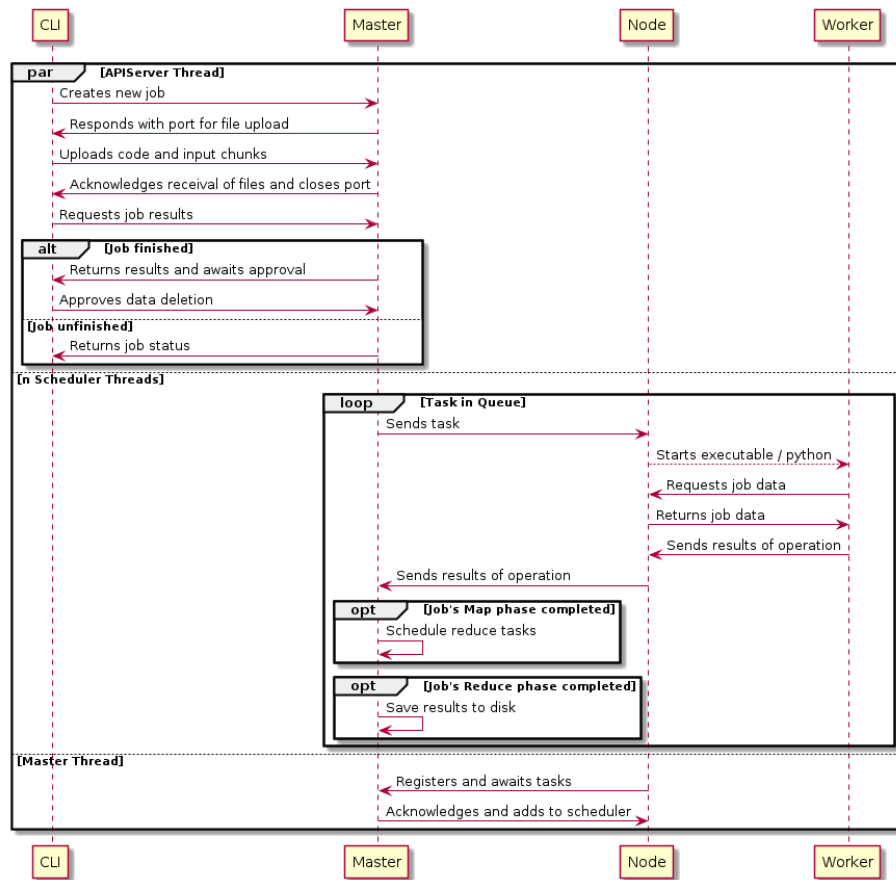 CLI Master Node Worker
par [APIServer Thread]
Creates new job
Responds with port for file upload
Uploads code and input chunks
Acknowledges receival of files and closes port
Requests job results
alt [Job finished]
Returns results and awaits approval
Approves data deletion
[Job unfinished]
Returns job status
[n Scheduler Threads]
loop [Task in Queue]
Sends task
Starts executable / python
Requests job data
Returns job data
Sends results of operation
Sends results of operation
opt [Job's Map phase completed]
Schedule reduce tasks
opt [Job's Reduce phase completed]
Save results to disk
[Master Thread]
Registers and awaits tasks
Acknowledges and adds to scheduler
CLI Master Node Worker